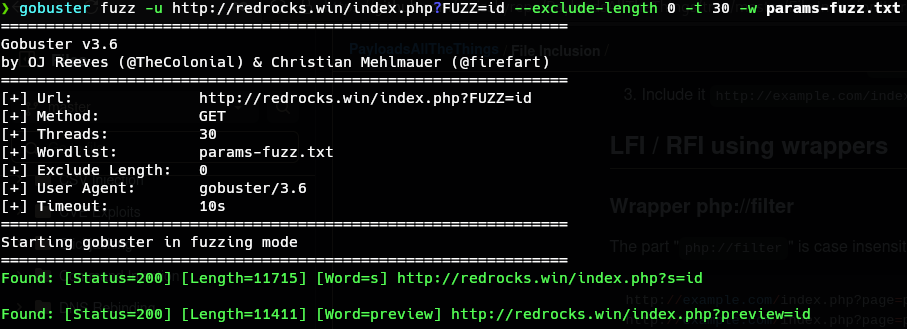 ❯ gobuster fuzz -u http://redrocks.win/index.php?FUZZ=id --exclude-length 0 -t 30 -w params-fuzz.txt
===============================================================
Gobuster v3.6
PayloadsAllTheThings / File Inclusion /
by OJ Reeves (@TheColonial) & Christian Mehlmauer (@firefart)
===============================================================
[+] Url: http://redrocks.win/index.php?FUZZ=id
3. Include it http://example.com/index.
[+] Method: GET
[+] Threads: 30
[+] Wordlist: params-fuzz.txt
LFI / RFI using wrappers
[+] Exclude Length: 0
[+] User Agent: gobuster/3.6
[+] Timeout: 10s
Wrapper php://filter
===============================================================
Starting gobuster in fuzzing mode
The part " php://filter " is case insensit
===============================================================
Found: [Status=200] [Length=11715] [Word=s] http://redrocks.win/index.php?s=id
http://example.com/index.php?page=p
Found: [Status=200] [Length=11411] [Word=preview] http://redrocks.win/index.php?preview=id